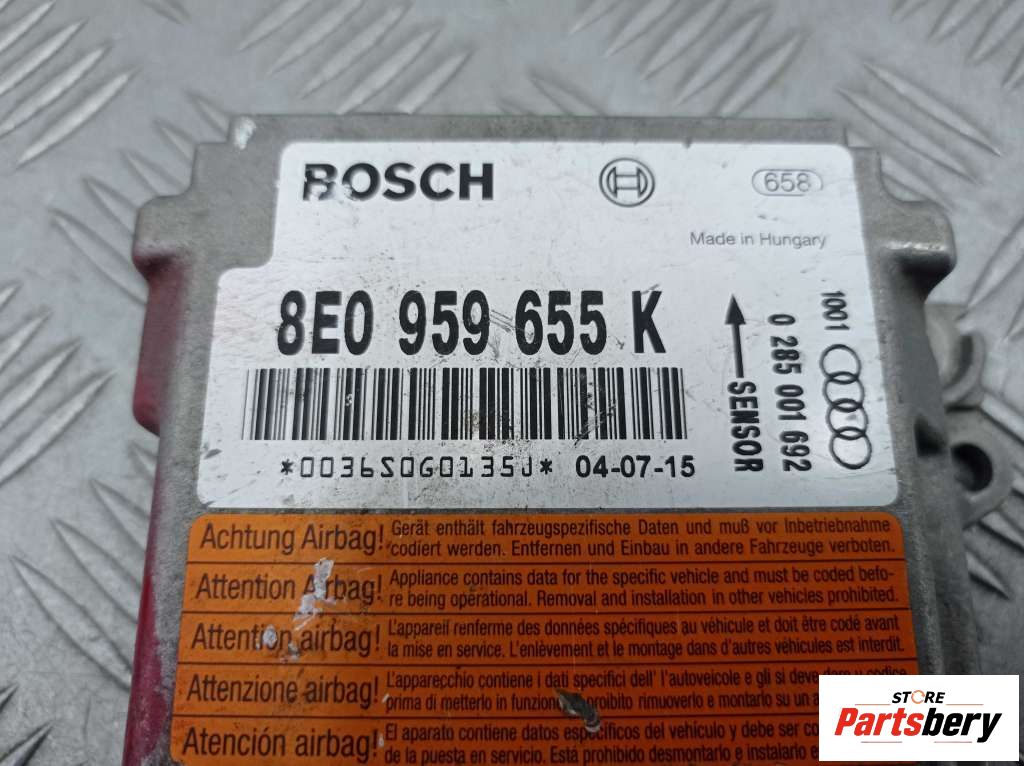 BOSCH
658
Made in Hungary
8E0 959 655 K
SENSOR
0 285 001 692
1001
*0036S0G0135J* 04-07-15
Achtung Airbag! Gerät enthält fahrzeugspezifische Daten und muß vor Inbetriebnahme
codiert werden. Entfernen und Einbau in andere Fahrzeuge verboten.
Attention Airbag! Appliance contains data for the specific vehicle and must be coded befo-
re being operational. Removal and installation in other vehicles prohibited.
Attention airbag! L'appareil renferme des données spécifiques au véhicule et doit être codé avant
la mise en service. L'enlèvement et le montage dans d'autres véhicules est interdit.
Attenzione airbag! L'apparecchio contiene i dati specifici dell' l'autoveicole e gli si
prima di metterlo in proibito rimuoverlo e montarlo su un
Atención airbag! El aparato contiene datos específicos del vehículo y debe ser
de la puesta en servicio. Está prohibido desmontarlo e instalarlo
STORE
Partsbery